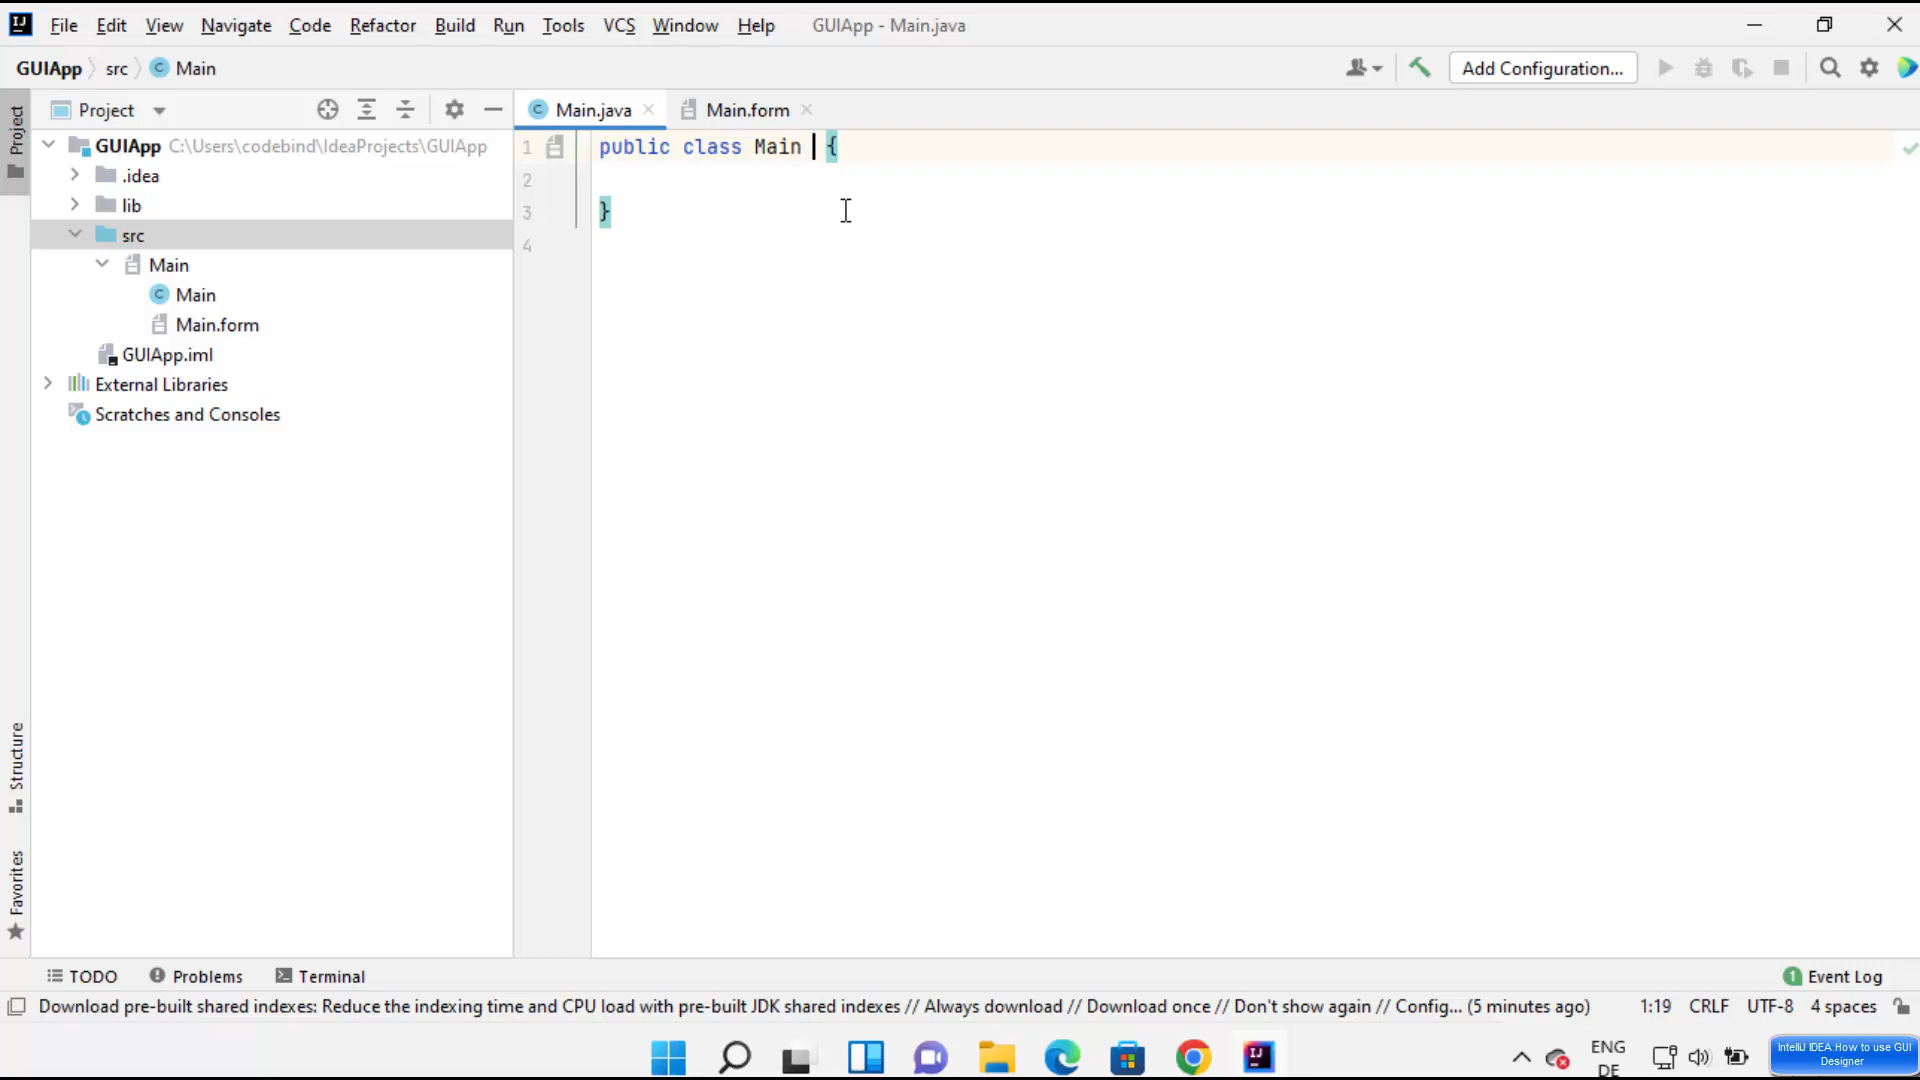 File Edit View Navigate Code Refactor Build Run Tools VCS Window Help GUIApp - Main.java
GUIApp src Main Add Configuration...
Project Main.java Main.form
Project
GUIApp C:\Users\codebind\IdeaProjects\GUIApp
.idea
lib
src
Main
Main
Main.form
GUIApp.iml
External Libraries
Scratches and Consoles
1 public class Main {
2
3 }
4
Structure
Favorites
TODO Problems Terminal 1 Event Log
Download pre-built shared indexes: Reduce the indexing time and CPU load with pre-built JDK shared indexes // Always download // Download once // Don't show again // Config... (5 minutes ago) 1:19 CRLF UTF-8 4 spaces
ENG
DE
IntelliJ IDEA:How to use GUI
Designer